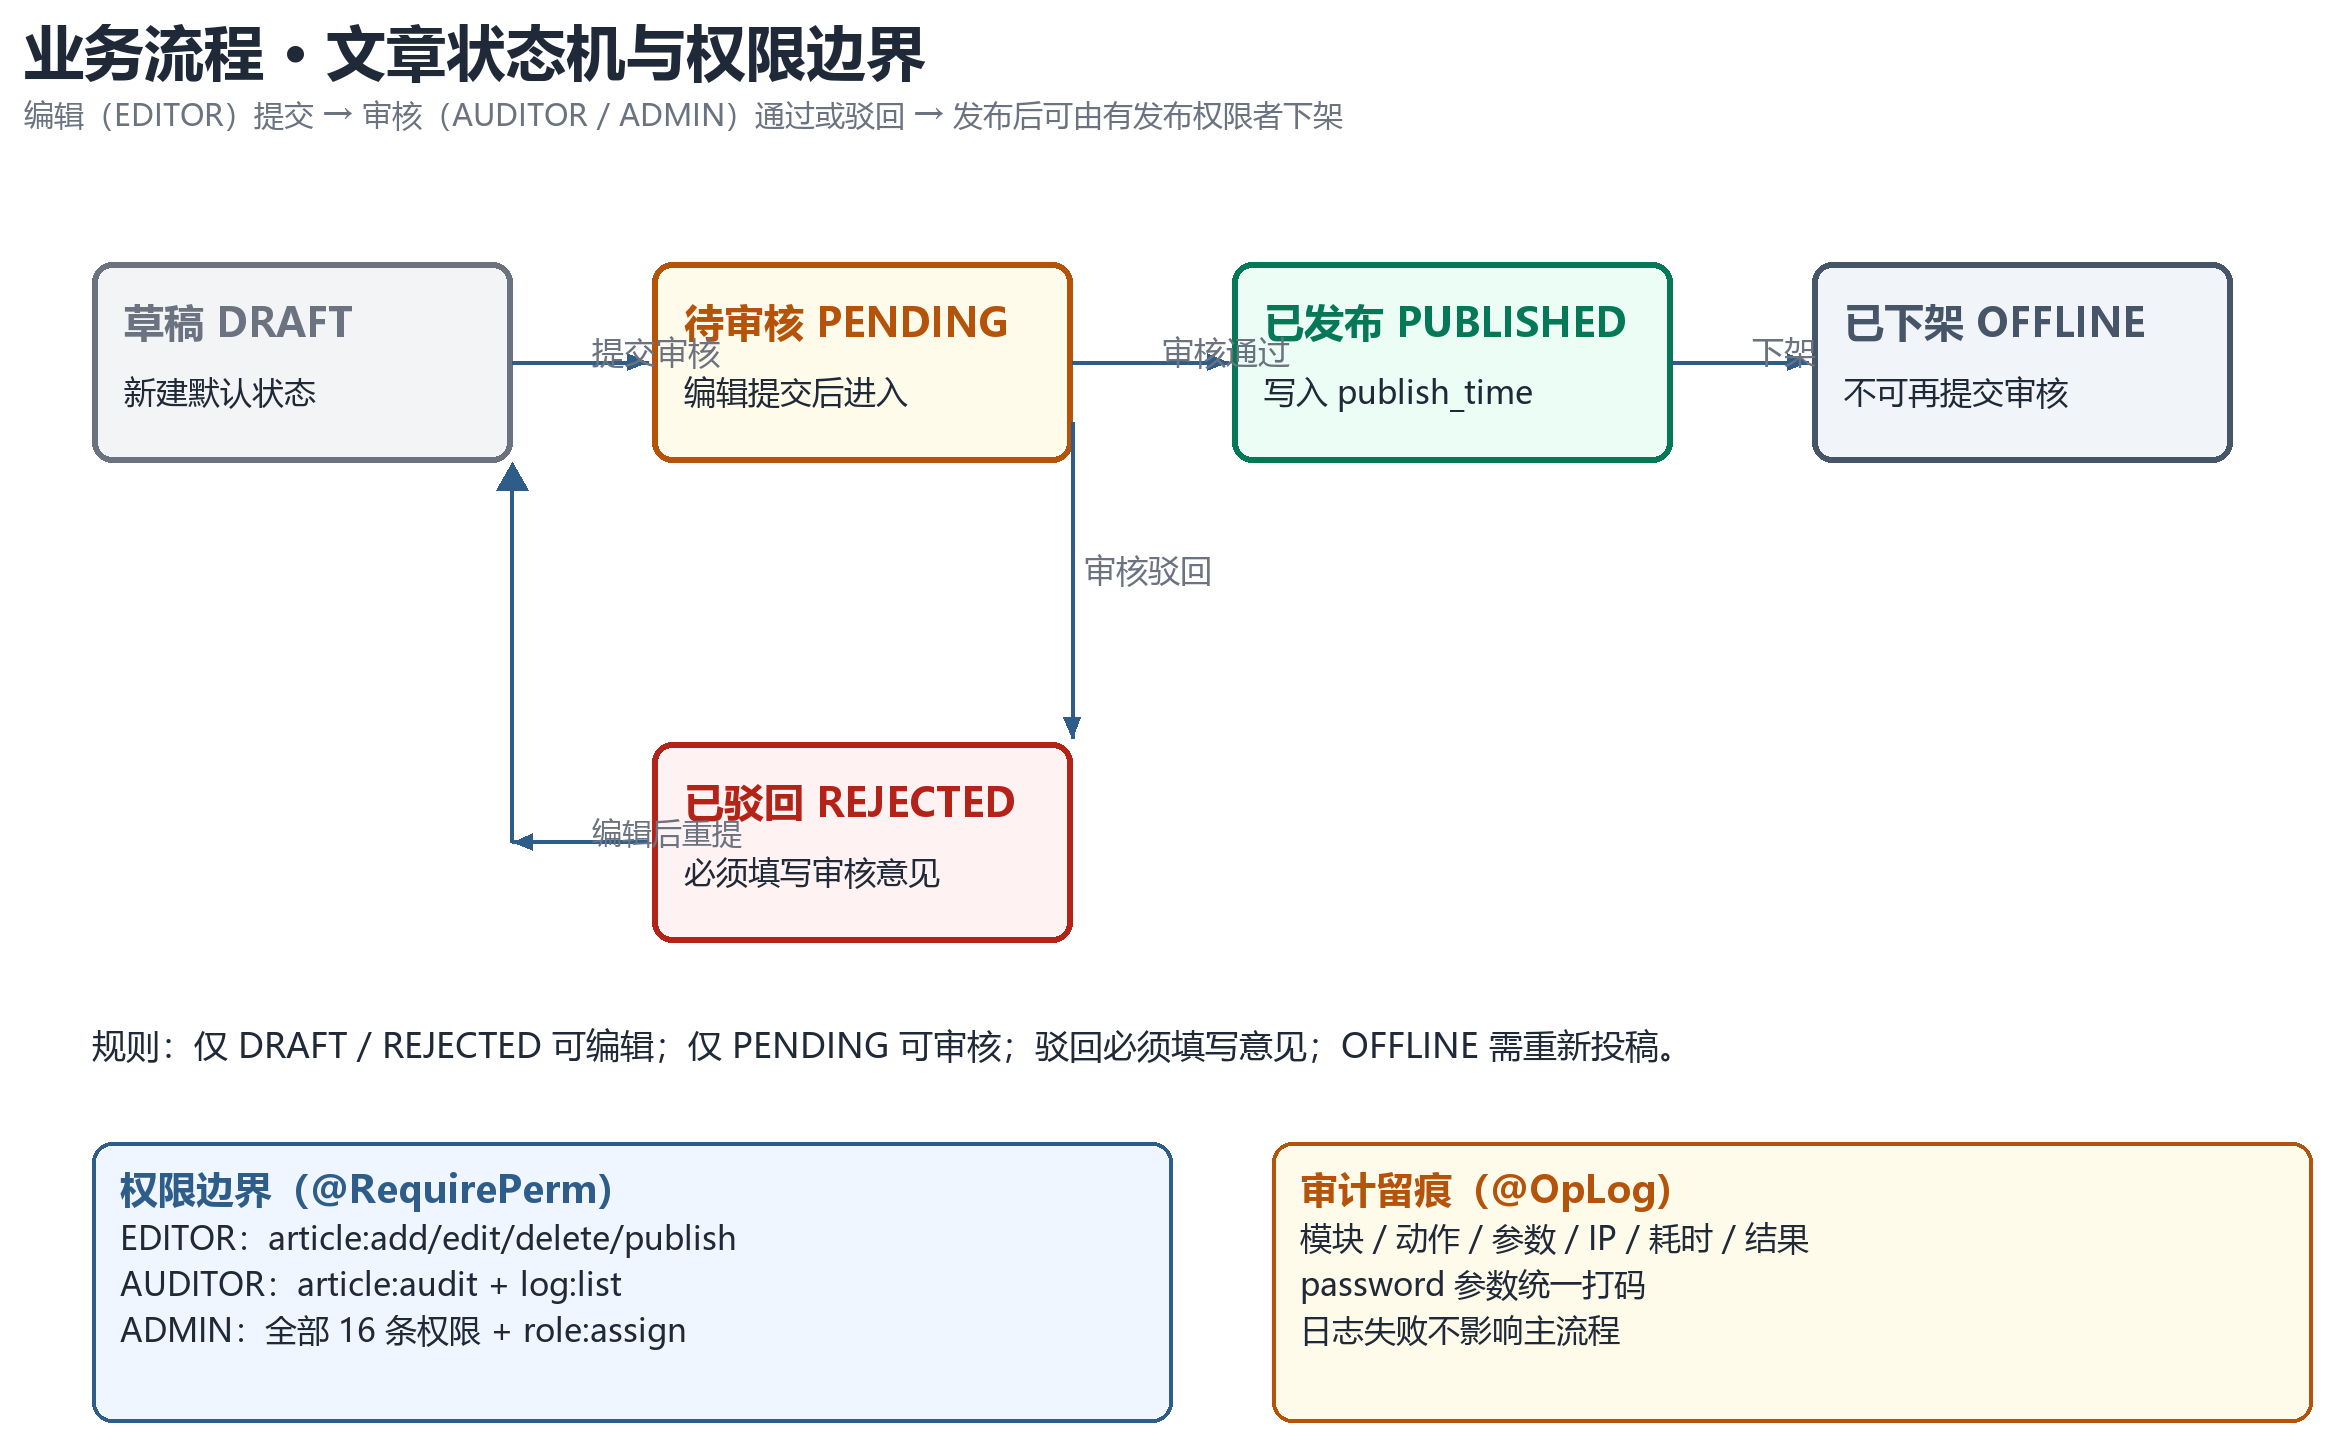 业务流程 · 文章状态机与权限边界
编辑（EDITOR）提交 → 审核（AUDITOR / ADMIN）通过或驳回 → 发布后可由有发布权限者下架
草稿 DRAFT
新建默认状态
提交审核
待审核 PENDING
编辑提交后进入
审核通过
已发布 PUBLISHED
写入 publish_time
下架
已下架 OFFLINE
不可再提交审核
审核驳回
编辑后重提
已驳回 REJECTED
必须填写审核意见
规则：仅 DRAFT / REJECTED 可编辑；仅 PENDING 可审核；驳回必须填写意见；OFFLINE 需重新投稿。
权限边界（@RequirePerm）
EDITOR：article:add/edit/delete/publish
AUDITOR：article:audit + log:list
ADMIN：全部 16 条权限 + role:assign
审计留痕（@OpLog）
模块 / 动作 / 参数 / IP / 耗时 / 结果
password 参数统一打码
日志失败不影响主流程